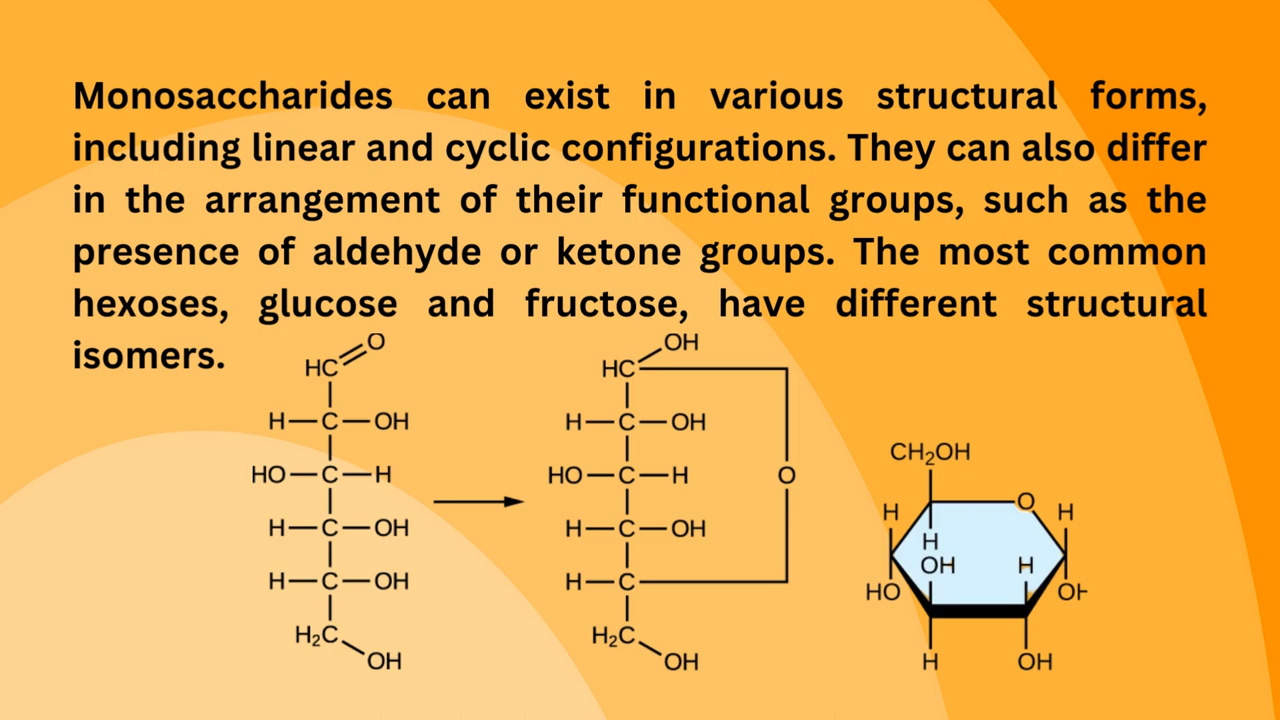 Monosaccharides can exist in various structural forms,
including linear and cyclic configurations. They can also differ
in the arrangement of their functional groups, such as the
presence of aldehyde or ketone groups. The most common
hexoses, glucose and fructose, have different structural
isomers.
O
HC
H C OH
HO C H
H C OH
H C OH
H₂C
OH
OH
HC
H C OH
HO C H O
H C OH
H C
H₂C
OH
CH₂OH
H O H
H
OH H
HO OH
H OH